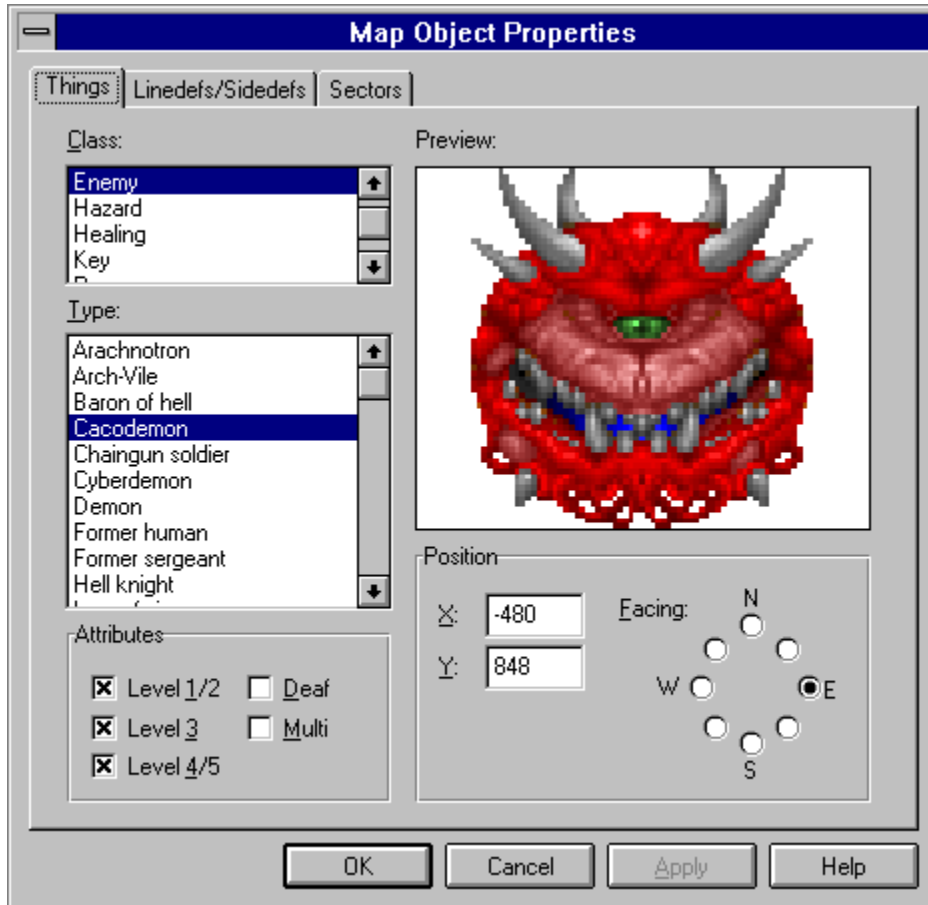 Map Object Properties
Things Linedefs/Sidedefs Sectors
Class:
Enemy
Hazard
Healing
Key
Type:
Arachnotron
Arch-Vile
Baron of hell
Cacodemon
Chaingun soldier
Cyberdemon
Demon
Former human
Former sergeant
Hell knight
Attributes
Level 1/2 Deaf
Level 3 Multi
Level 4/5
Preview:
Position
X: -480
Y: 848
Facing:
N
W E
S
OK Cancel Apply Help